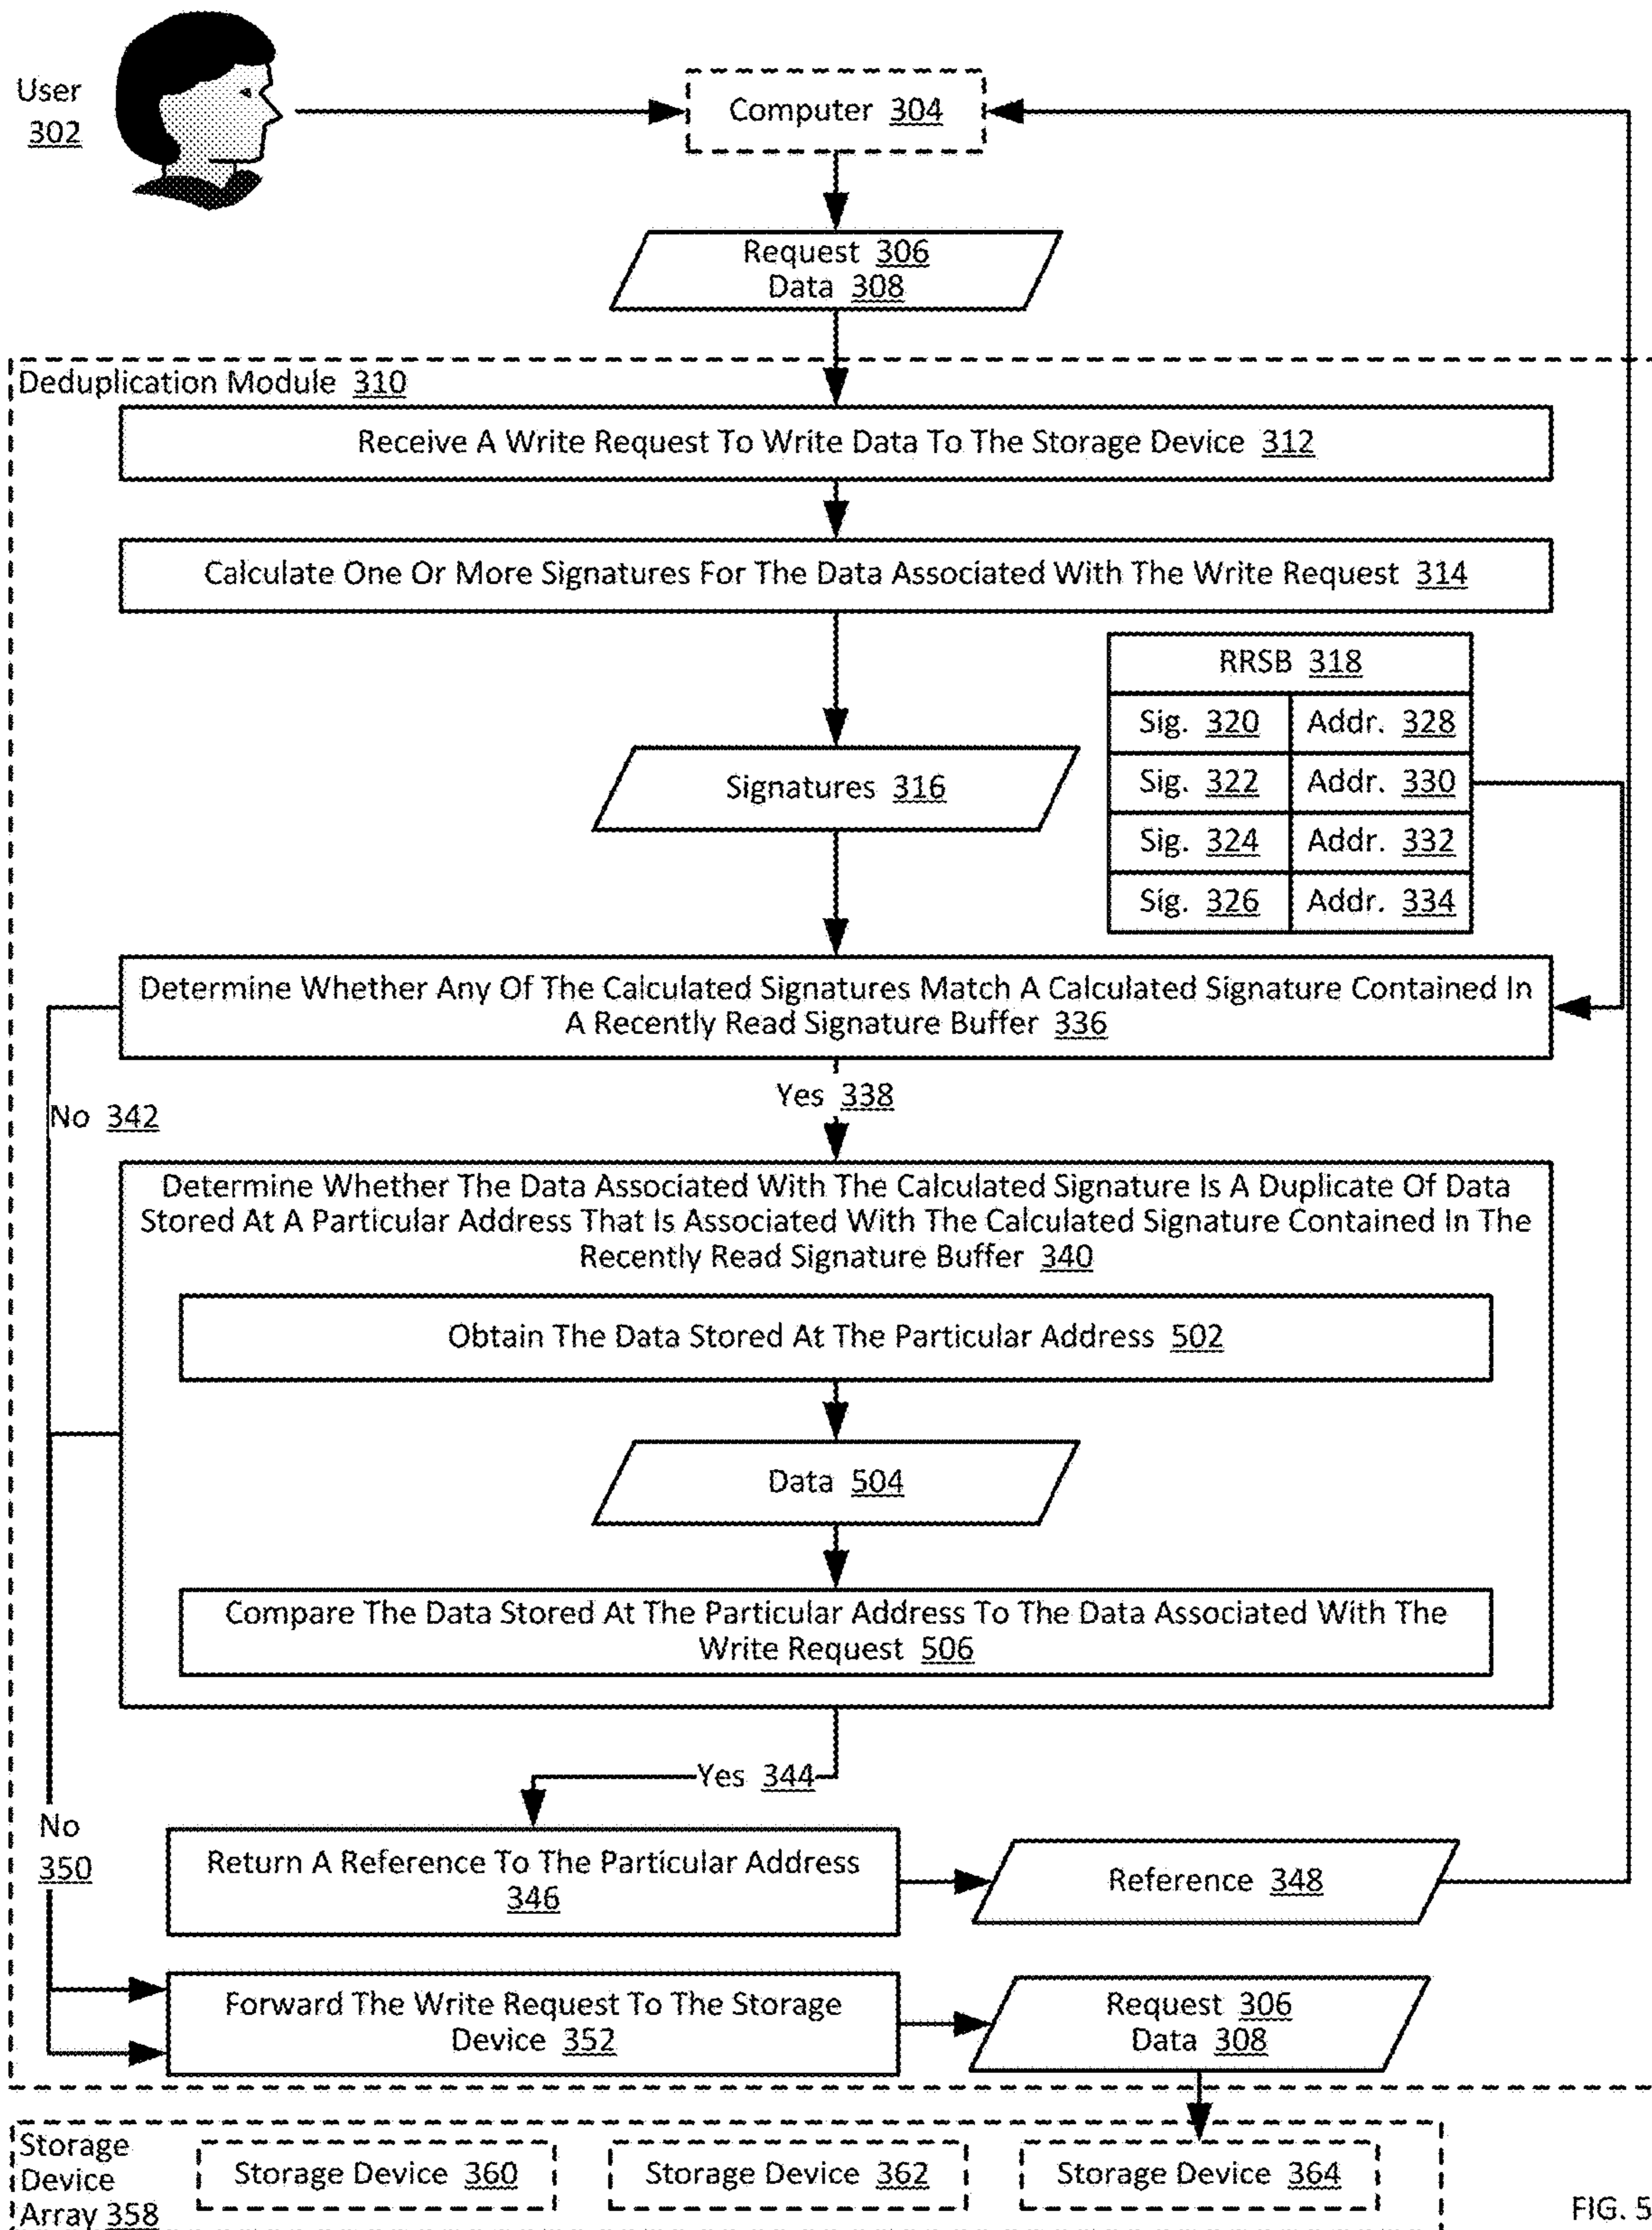 User
302
Computer 304
Request 306
Data 308
Deduplication Module 310
Receive A Write Request To Write Data To The Storage Device 312
Calculate One Or More Signatures For The Data Associated With The Write Request 314
RRSB 318
Sig. 320 Addr. 328
Sig. 322 Addr. 330
Sig. 324 Addr. 332
Sig. 326 Addr. 334
Signatures 316
Determine Whether Any Of The Calculated Signatures Match A Calculated Signature Contained In
A Recently Read Signature Buffer 336
Yes 338
No 342
Determine Whether The Data Associated With The Calculated Signature Is A Duplicate Of Data
Stored At A Particular Address That Is Associated With The Calculated Signature Contained In The
Recently Read Signature Buffer 340
Obtain The Data Stored At The Particular Address 502
Data 504
Compare The Data Stored At The Particular Address To The Data Associated With The
Write Request 506
Yes 344
No
350
Return A Reference To The Particular Address
346
Reference 348
Forward The Write Request To The Storage
Device 352
Request 306
Data 308
Storage
Device
Array 358
Storage Device 360
Storage Device 362
Storage Device 364
FIG. 5